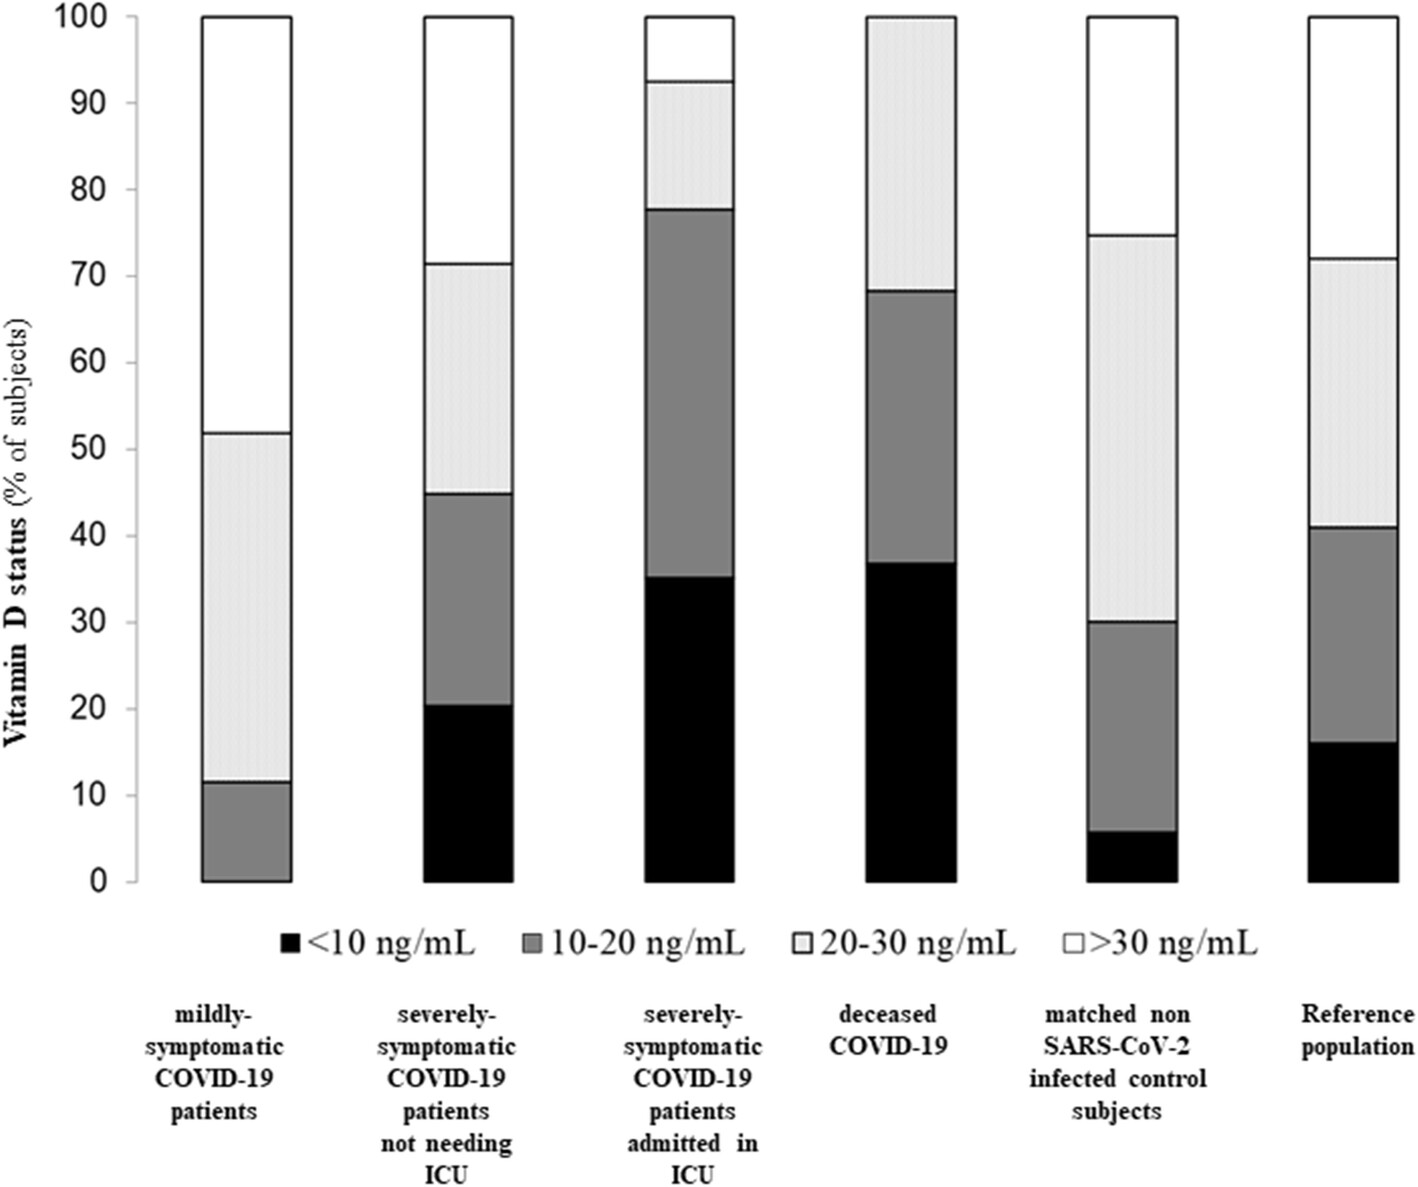 100
90
80
70
60
50
40
30
20
10
0
Vitamin D status (% of subjects)
<10 ng/mL
10-20 ng/mL
20-30 ng/mL
>30 ng/mL
mildly-
symptomatic
COVID-19
patients
severely-
symptomatic
COVID-19
patients
not needing
ICU
severely-
symptomatic
COVID-19
patients
admitted in
ICU
deceased
COVID-19
matched non
SARS-CoV-2
infected control
subjects
Reference
population